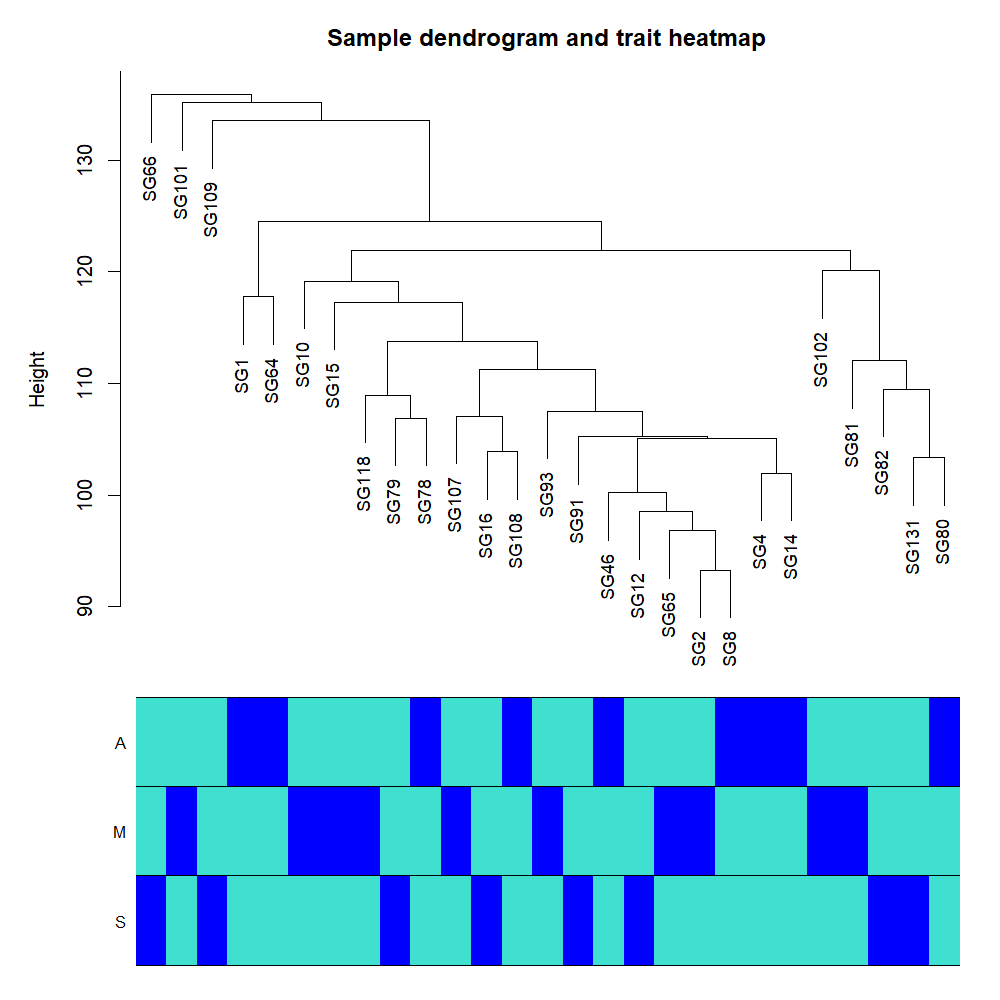 Sample dendrogram and trait heatmap
Height
130
120
110
100
90
SG66
SG101
SG109
SG1
SG64
SG10
SG15
SG118
SG79
SG78
SG107
SG16
SG108
SG93
SG91
SG46
SG12
SG65
SG2
SG8
SG4
SG14
SG102
SG81
SG82
SG131
SG80
A
M
S